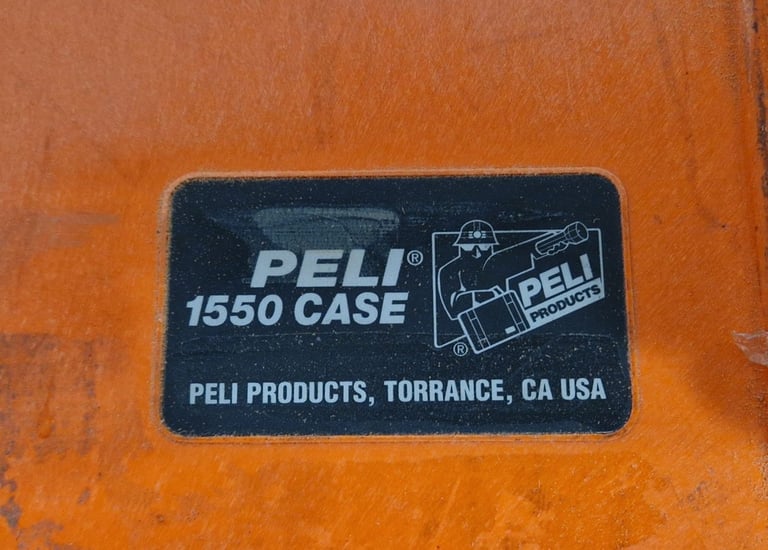 PELI®
1550 CASE
PELI
PRODUCTS
®
PELI PRODUCTS, TORRANCE, CA USA